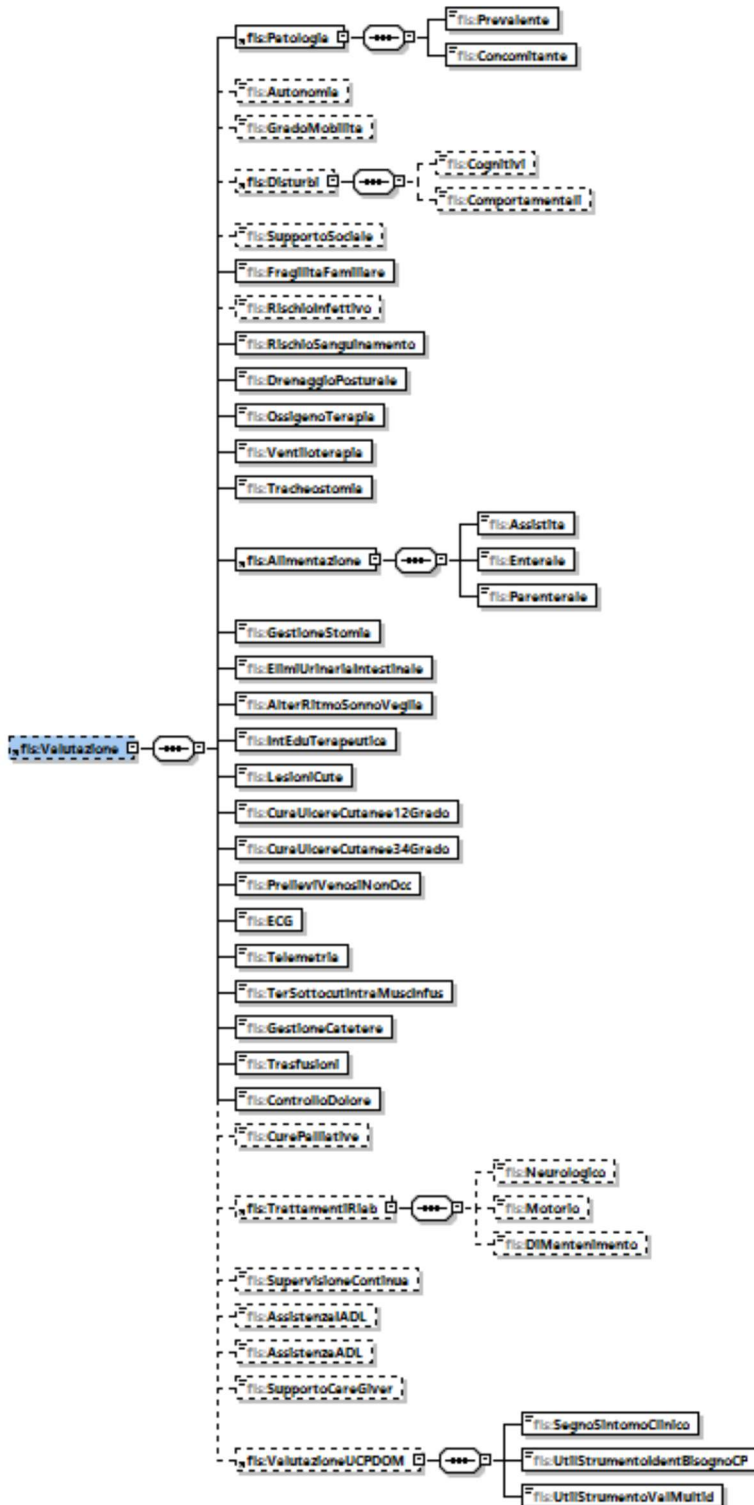 fls:Patologia
fls:Prevalente
fls:Concomitante
fls:Autonomia
fls:GradoMobilita
fls:Disturbi
fls:Cognitivi
fls:Comportamentali
fls:SupportoSociale
fls:FragilitaFamiliare
fls:RischioInfettivo
fls:RischioSanguinamento
fls:DrenaggioPosturale
fls:OssigenoTerapia
fls:Ventiloterapia
fls:Tracheostomia
fls:Alimentazione
fls:Assistita
fls:Enterale
fls:Parenterale
fls:GestioneStomia
fls:ElimiUrinariaIntestinale
fls:AlterRitmoSonnoVeglia
fls:Valutazione
fls:IntEduTerapeutica
fls:LesioniCute
fls:CuraUlcereCutanee12Grado
fls:CuraUlcereCutanee34Grado
fls:PrelieviVenosiNonOcc
fls:ECG
fls:Telemetria
fls:TerSottocutIntraMuscInfus
fls:GestioneCatetere
fls:Trasfusioni
fls:ControlloDolore
fls:CurePalliative
fls:TrattamentiRiab
fls:Neurologico
fls:Motorio
fls:DiMantenimento
fls:SupervisioneContinua
fls:AssistenzaIADL
fls:AssistenzaADL
fls:SupportoCareGiver
fls:ValutazioneUCPDOM
fls:SegnoSintomoClinico
fls:UtilStrumentoIdentBisognoCP
fls:UtilStrumentoValMultid